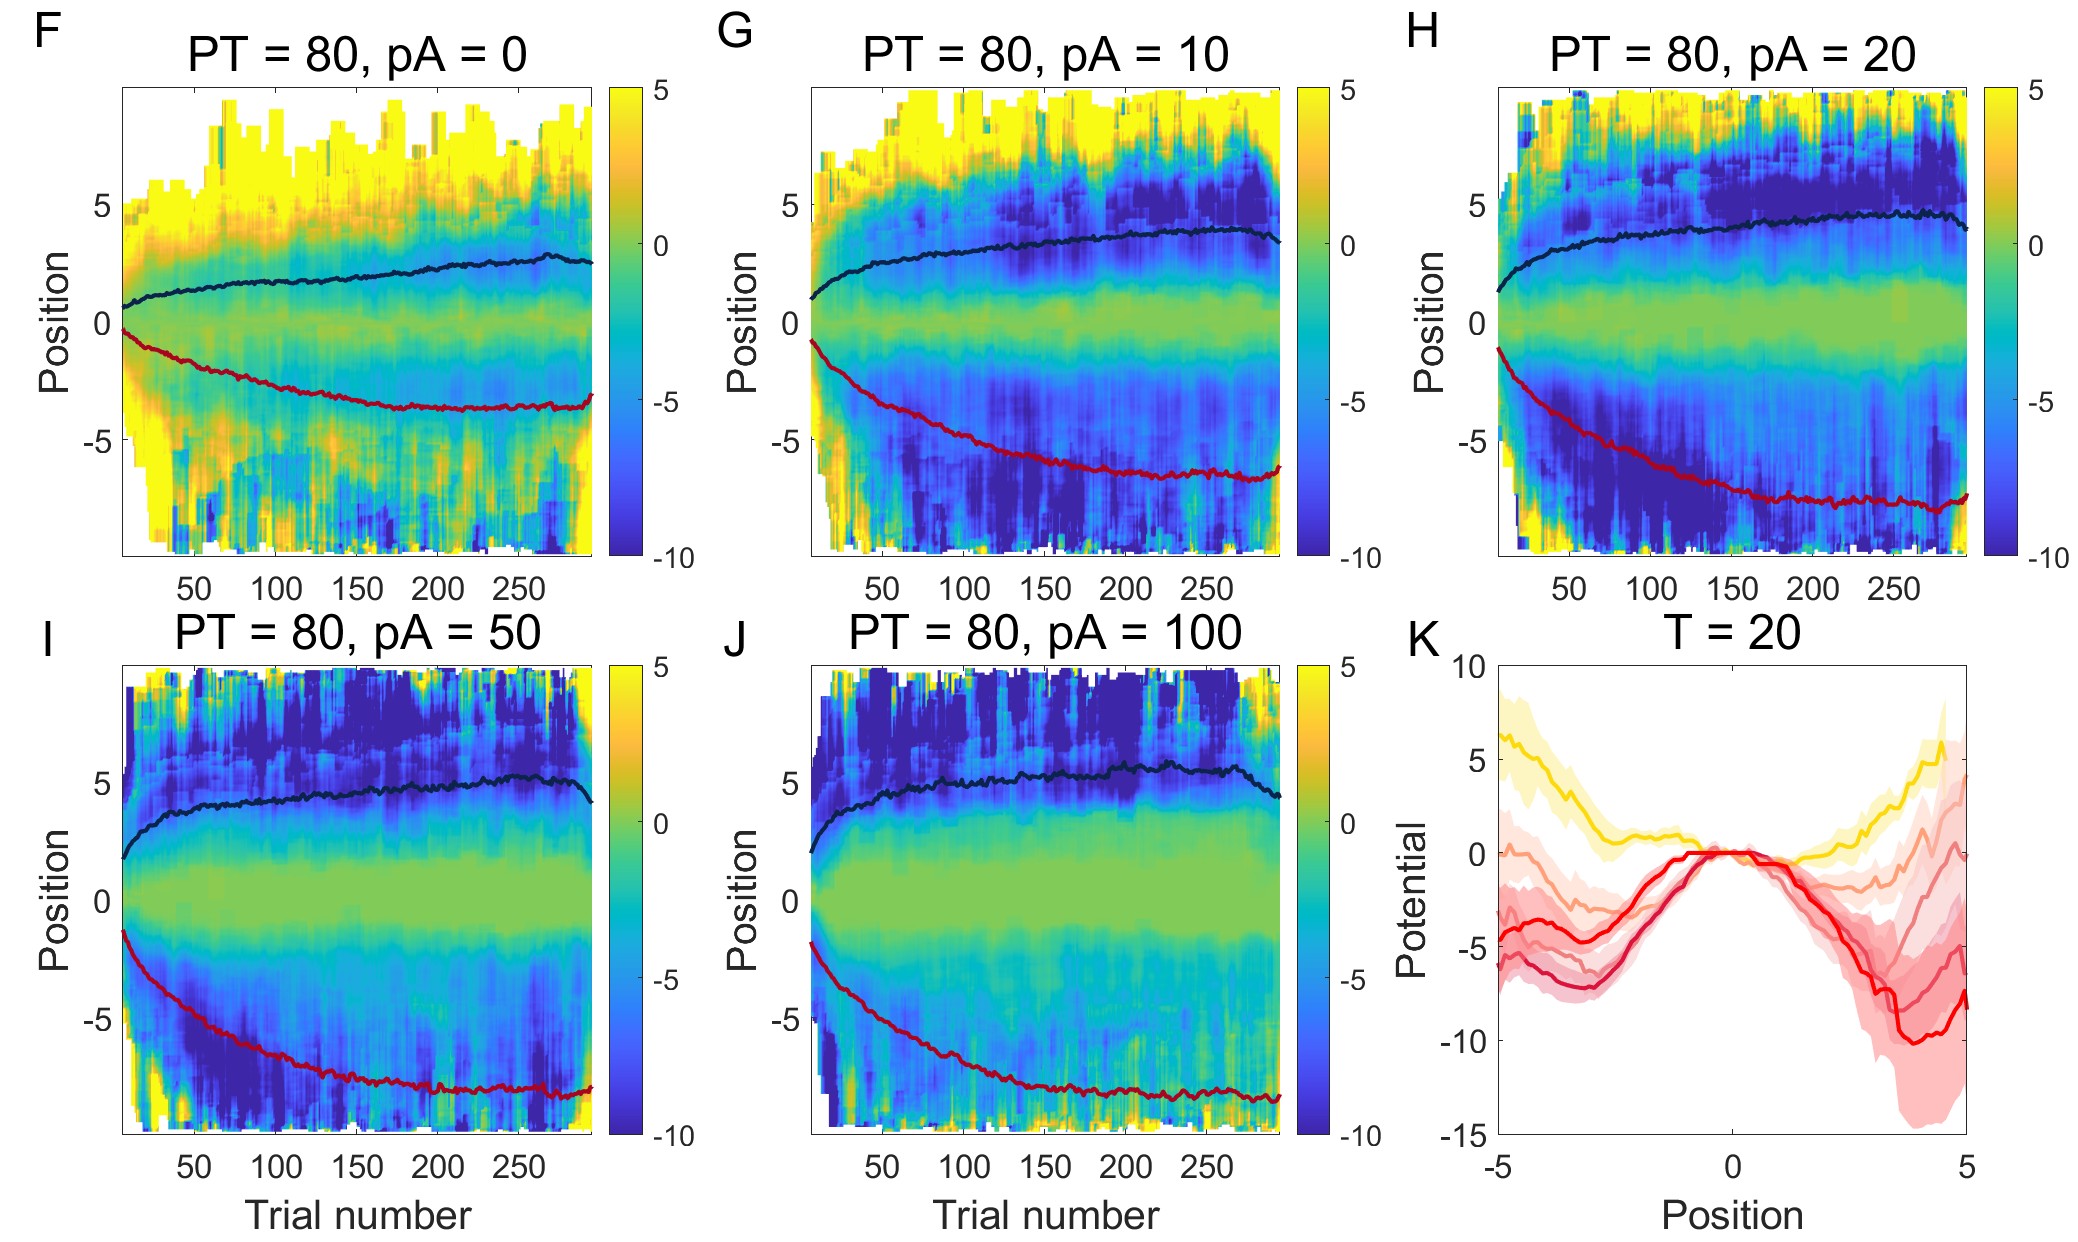 F
PT = 80, pA = 0
Position
5
0
-5
50 100 150 200 250
5
0
-5
-10
G
PT = 80, pA = 10
Position
5
0
-5
50 100 150 200 250
5
0
-5
-10
H
PT = 80, pA = 20
Position
5
0
-5
50 100 150 200 250
5
0
-5
-10
I
PT = 80, pA = 50
Position
5
0
-5
50 100 150 200 250
Trial number
5
0
-5
-10
J
PT = 80, pA = 100
Position
5
0
-5
50 100 150 200 250
Trial number
5
0
-5
-10
K
T = 20
Potential
10
5
0
-5
-10
-15
-5 0 5
Position